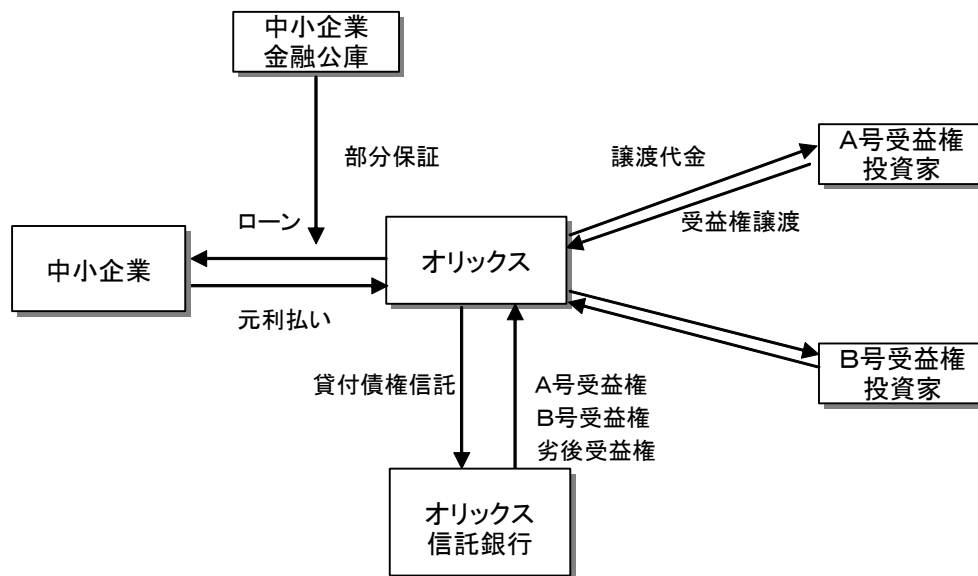 中小企業
金融公庫
部分保証
譲渡代金
A号受益権
投資家
受益権譲渡
ローン
中小企業
オリックス
元利払い
B号受益権
投資家
貸付債権信託
A号受益権
B号受益権
劣後受益権
オリックス
信託銀行